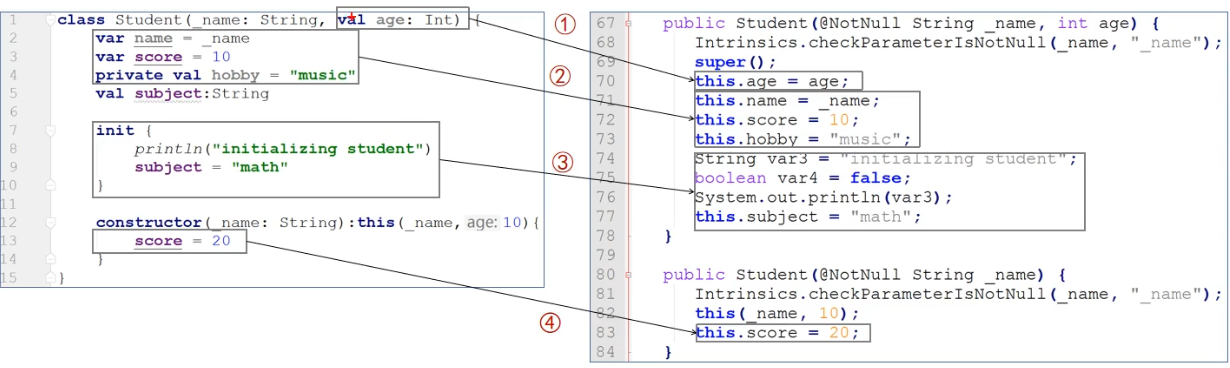 1 class Student(_name: String, val age: Int) {
2 var name = _name
3 var score = 10
4 private val hobby = "music"
5 val subject:String
6
7 init {
8 println("initializing student")
9 subject = "math"
10 }
11
12 constructor(_name: String):this(_name, age: 10){
13 score = 20
14 }
15 }
①
②
③
④
67 public Student(@NotNull String _name, int age) {
68 Intrinsics.checkParameterIsNotNull(_name, "_name");
69 super();
70 this.age = age;
71 this.name = _name;
72 this.score = 10;
73 this.hobby = "music";
74 String var3 = "initializing student";
75 boolean var4 = false;
76 System.out.println(var3);
77 this.subject = "math";
78 }
79
80 public Student(@NotNull String _name) {
81 Intrinsics.checkParameterIsNotNull(_name, "_name");
82 this(_name, 10);
83 this.score = 20;
84 }